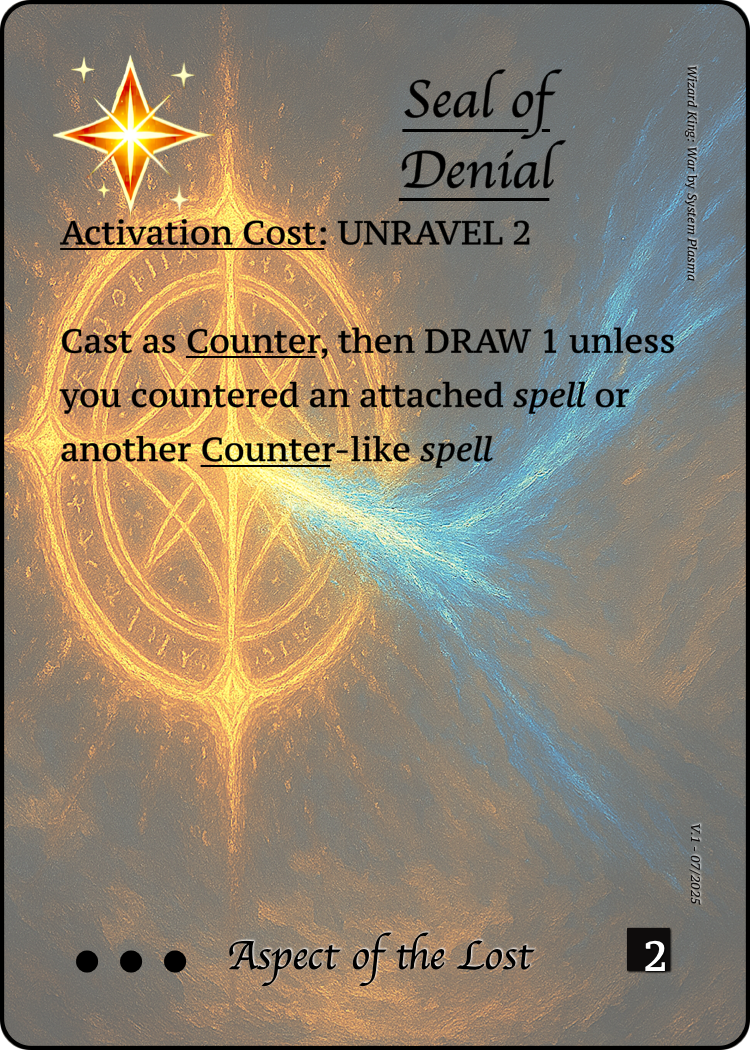 Seal of
Denial
Wizard King: War by System Plasma
Activation Cost: UNRAVEL 2
Cast as Counter, then DRAW 1 unless
you countered an attached spell or
another Counter-like spell
V.1 - 07/2025
Aspect of the Lost
2